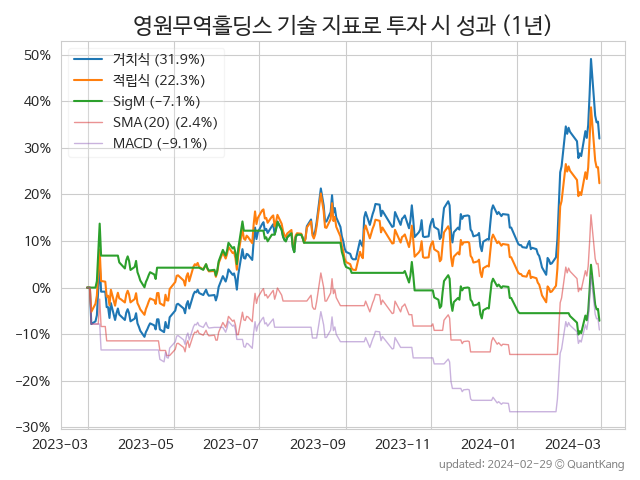 영원무역홀딩스 기술 지표로 투자 시 성과 (1년)
거치식 (31.9%)
적립식 (22.3%)
SigM (−7.1%)
SMA(20) (2.4%)
MACD (−9.1%)
50%
40%
30%
20%
10%
0%
−10%
−20%
−30%
2023−03 2023−05 2023−07 2023−09 2023−11 2024−01 2024−03
updated: 2024−02−29 © QuantKang